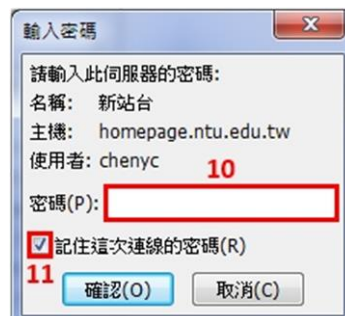 輸入密碼
請輸入此伺服器的密碼:
名稱: 新站台
主機: homepage.ntu.edu.tw
使用者: chenyc
10
密碼(P):
記住這次連線的密碼(R)
11
確認(O) 取消(C)